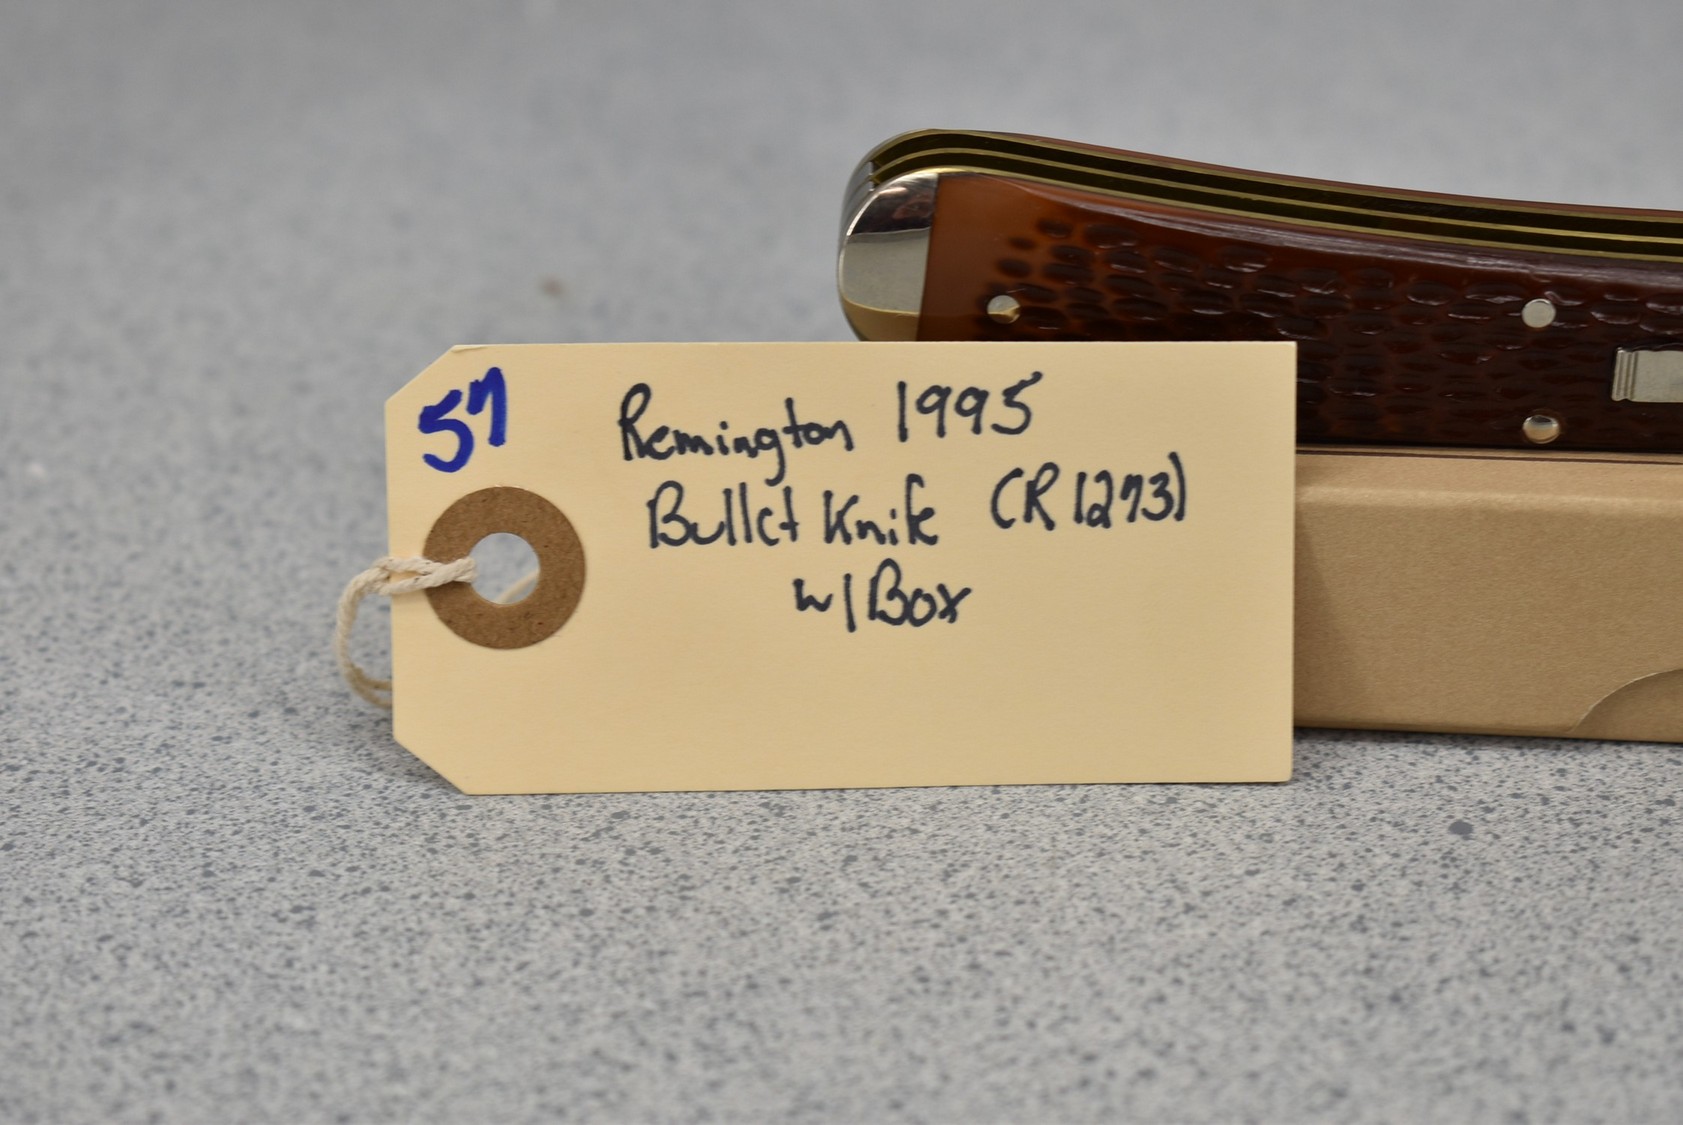 57
Remington 1995
Bullet Knife (R1273)
w/Box